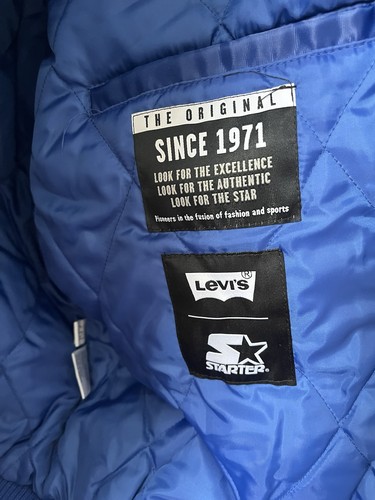 THE ORIGINAL
SINCE 1971
LOOK FOR THE EXCELLENCE
LOOK FOR THE AUTHENTIC
LOOK FOR THE STAR
Pioneers in the fusion of fashion and sports
LEVI'S®
STARTER®